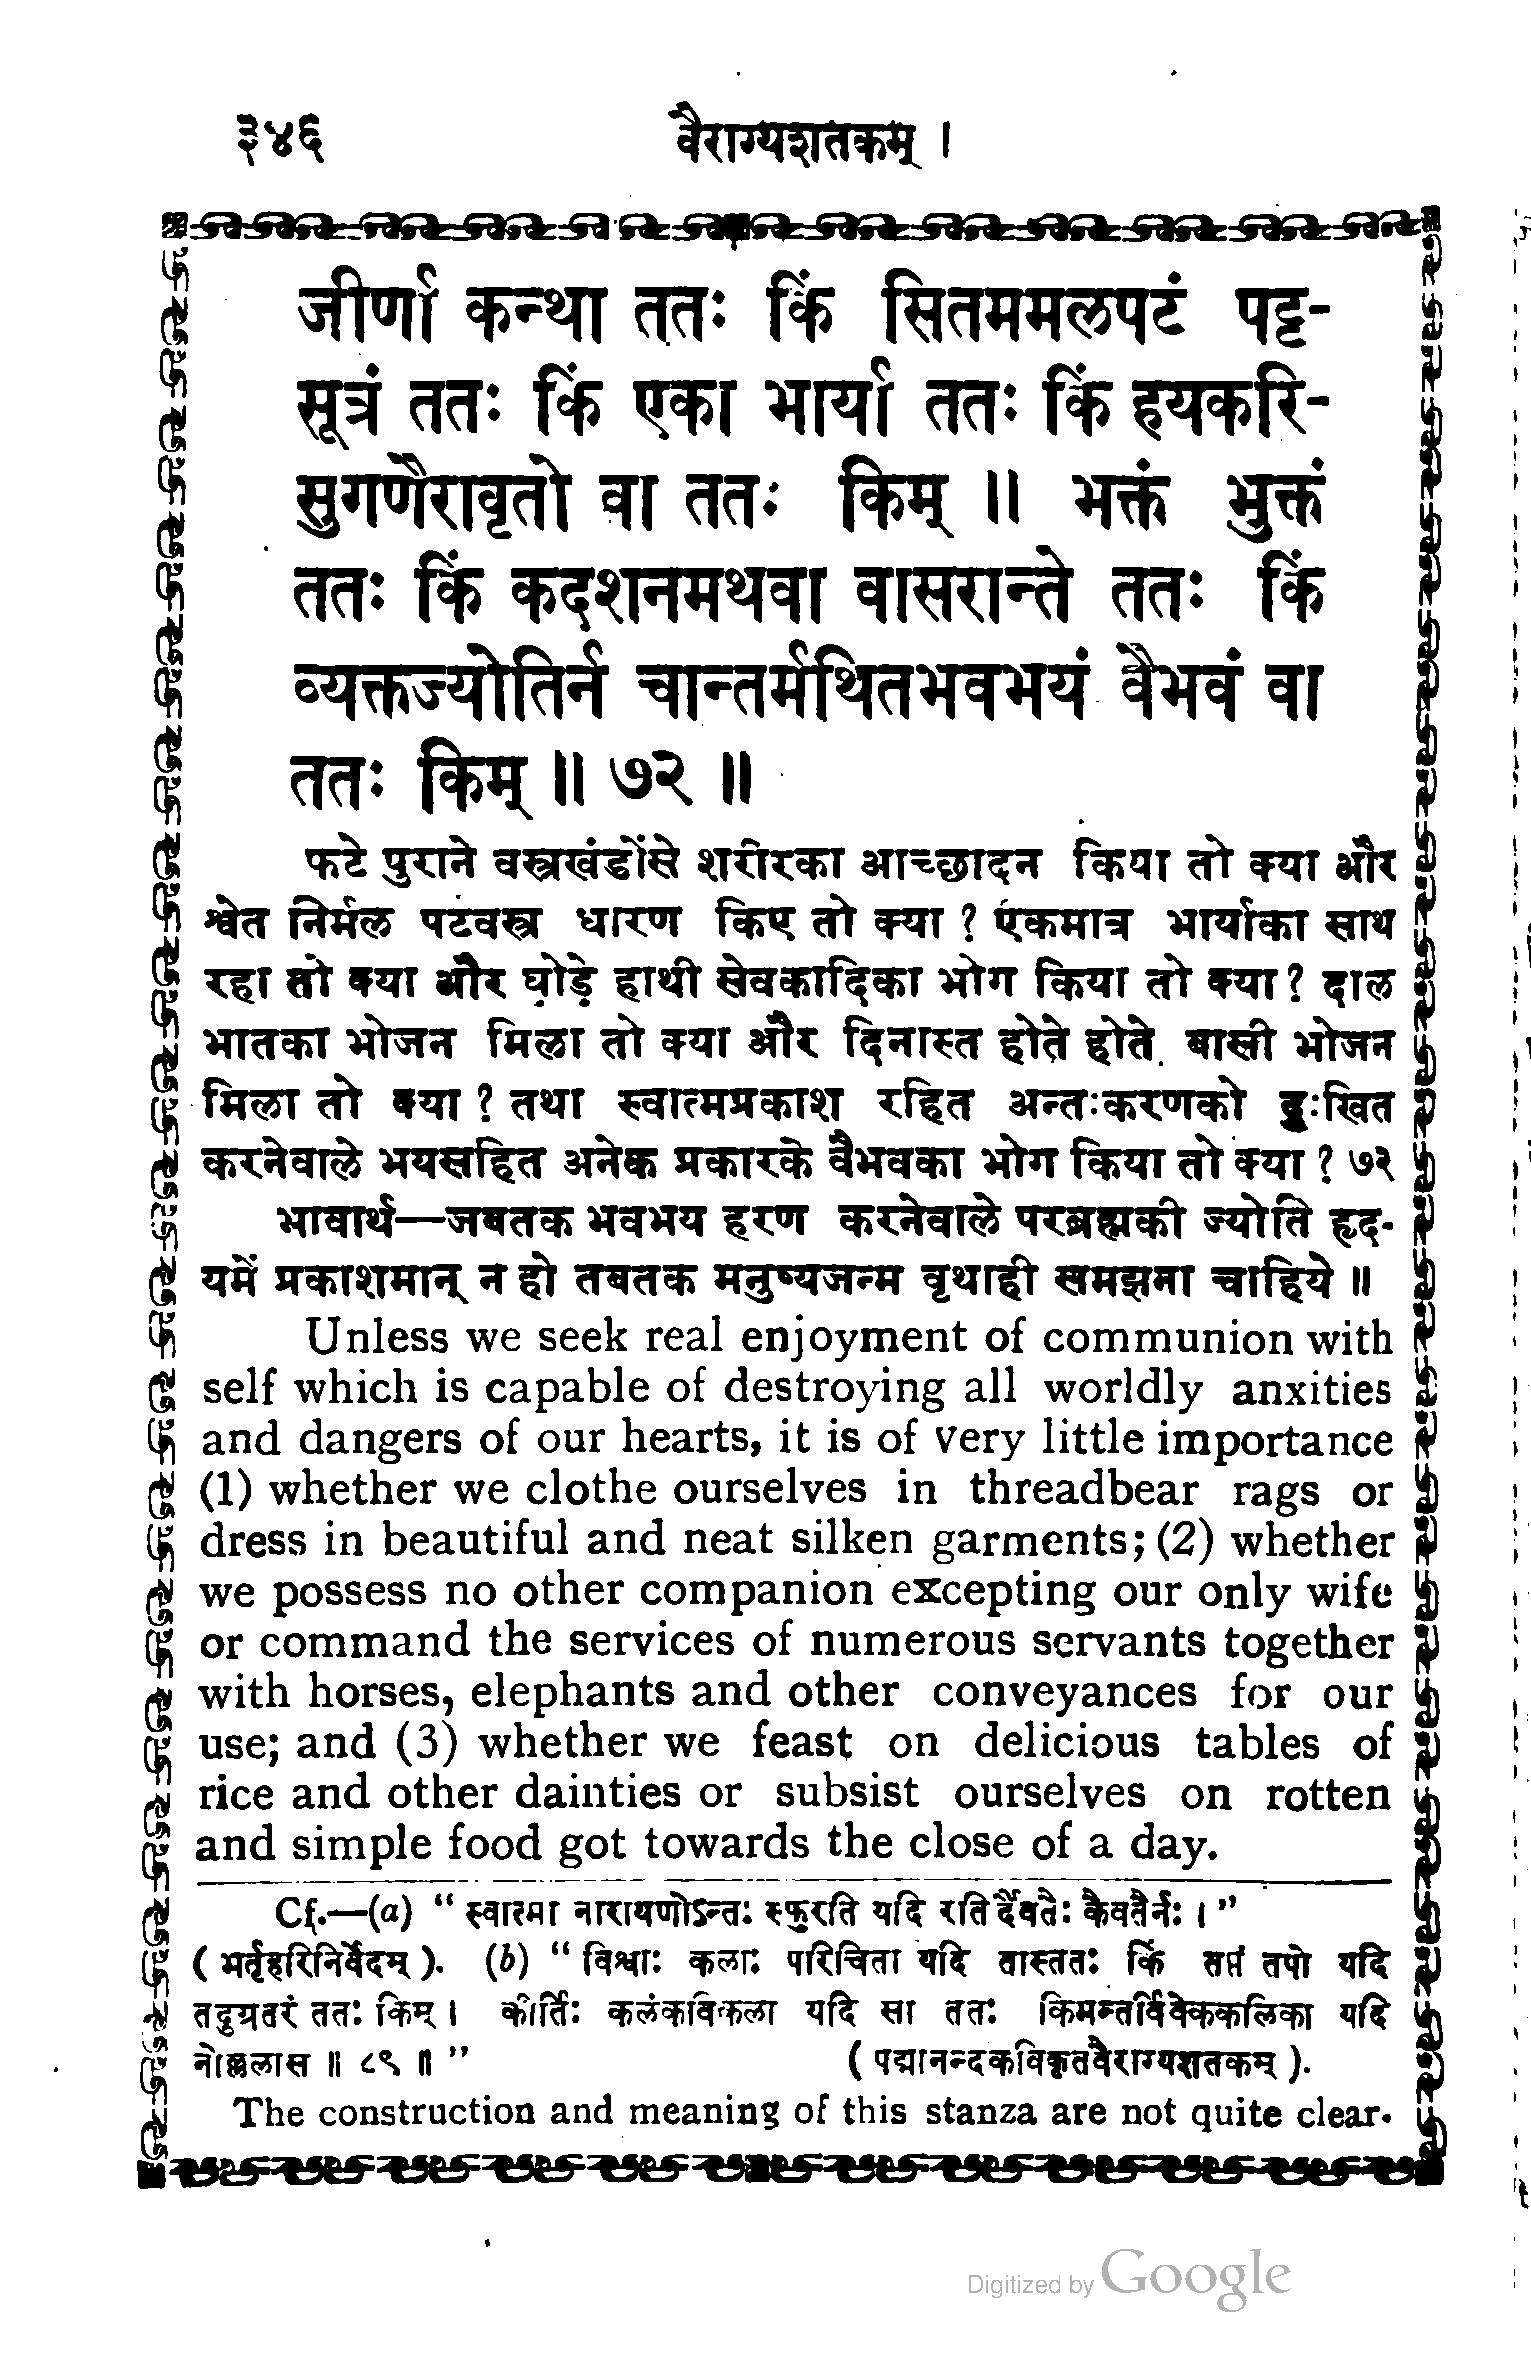 ३४६ वैराग्यशतकम् ।
जीर्णा कन्था ततः किं सितममलपटं पट्ट-
सूत्रं ततः किं एका भार्या ततः किं हयकरि-
सुगणैरावृतो वा ततः किम् ॥ भक्तं भुक्तं
ततः किं कदशनमथवा वासरान्ते ततः किं
व्यक्तज्योतिर्न चान्तर्मथितभवभयं वैभवं वा
ततः किम् ॥ ७२ ॥
फटे पुराने वस्त्रखंडोंसे शरीरका आच्छादन किया तो क्या और
श्वेत निर्मल पटवस्त्र धारण किए तो क्या ? एकमात्र भार्याका साथ
रहा तो क्या और घोड़े हाथी सेवकादिका भोग किया तो क्या ? दाल
भातका भोजन मिला तो क्या और दिनास्त होते होते बासी भोजन
मिला तो क्या ? तथा स्वात्मप्रकाश रहित अन्तःकरणको दुःखित
करनेवाले भयसहित अनेक प्रकारके वैभवका भोग किया तो क्या ? ७२
भावार्थ—जबतक भवभय हरण करनेवाले परब्रह्मकी ज्योति हृद-
यमें प्रकाशमान् न हो तबतक मनुष्यजन्म वृथाही समझना चाहिये ॥
Unless we seek real enjoyment of communion with
self which is capable of destroying all worldly anxities
and dangers of our hearts, it is of very little importance
(1) whether we clothe ourselves in threadbear rags or
dress in beautiful and neat silken garments; (2) whether
we possess no other companion excepting our only wife
or command the services of numerous servants together
with horses, elephants and other conveyances for our
use; and (3) whether we feast on delicious tables of
rice and other dainties or subsist ourselves on rotten
and simple food got towards the close of a day.
Cf.—(a) “ स्वात्मा नारायणोऽन्तः स्फुरति यदि रतिर्दैवतैः कैवतैर्नः । ”
( भर्तृहरिनिर्वेदम् ). (b) “ विश्वाः कलाः परिचिता यदि तास्ततः किं तप्तं तपो यदि
तदुग्रतरं ततः किम् । कीर्तिः कलंकविकला यदि सा ततः किमन्तर्विवेककलिका यदि
नोल्ललास ॥ ८९ ॥ ” ( पद्मानन्दकविकृतवैराग्यशतकम् ).
The construction and meaning of this stanza are not quite clear.
Digitized by Google